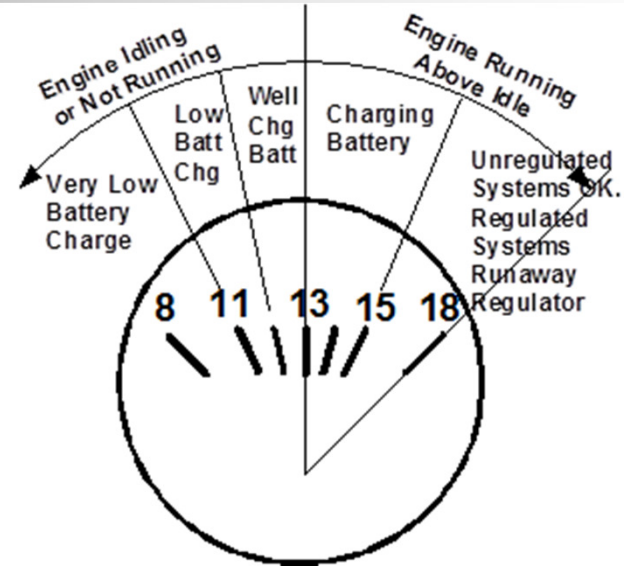 Engine Idling
or Not Running
Engine Running
Above Idle
Very Low
Battery
Charge
Low
Batt
Chg
Well
Chg
Batt
Charging
Battery
Unregulated
Systems OK.
Regulated
Systems
Runaway
Regulator
8 11 13 15 18